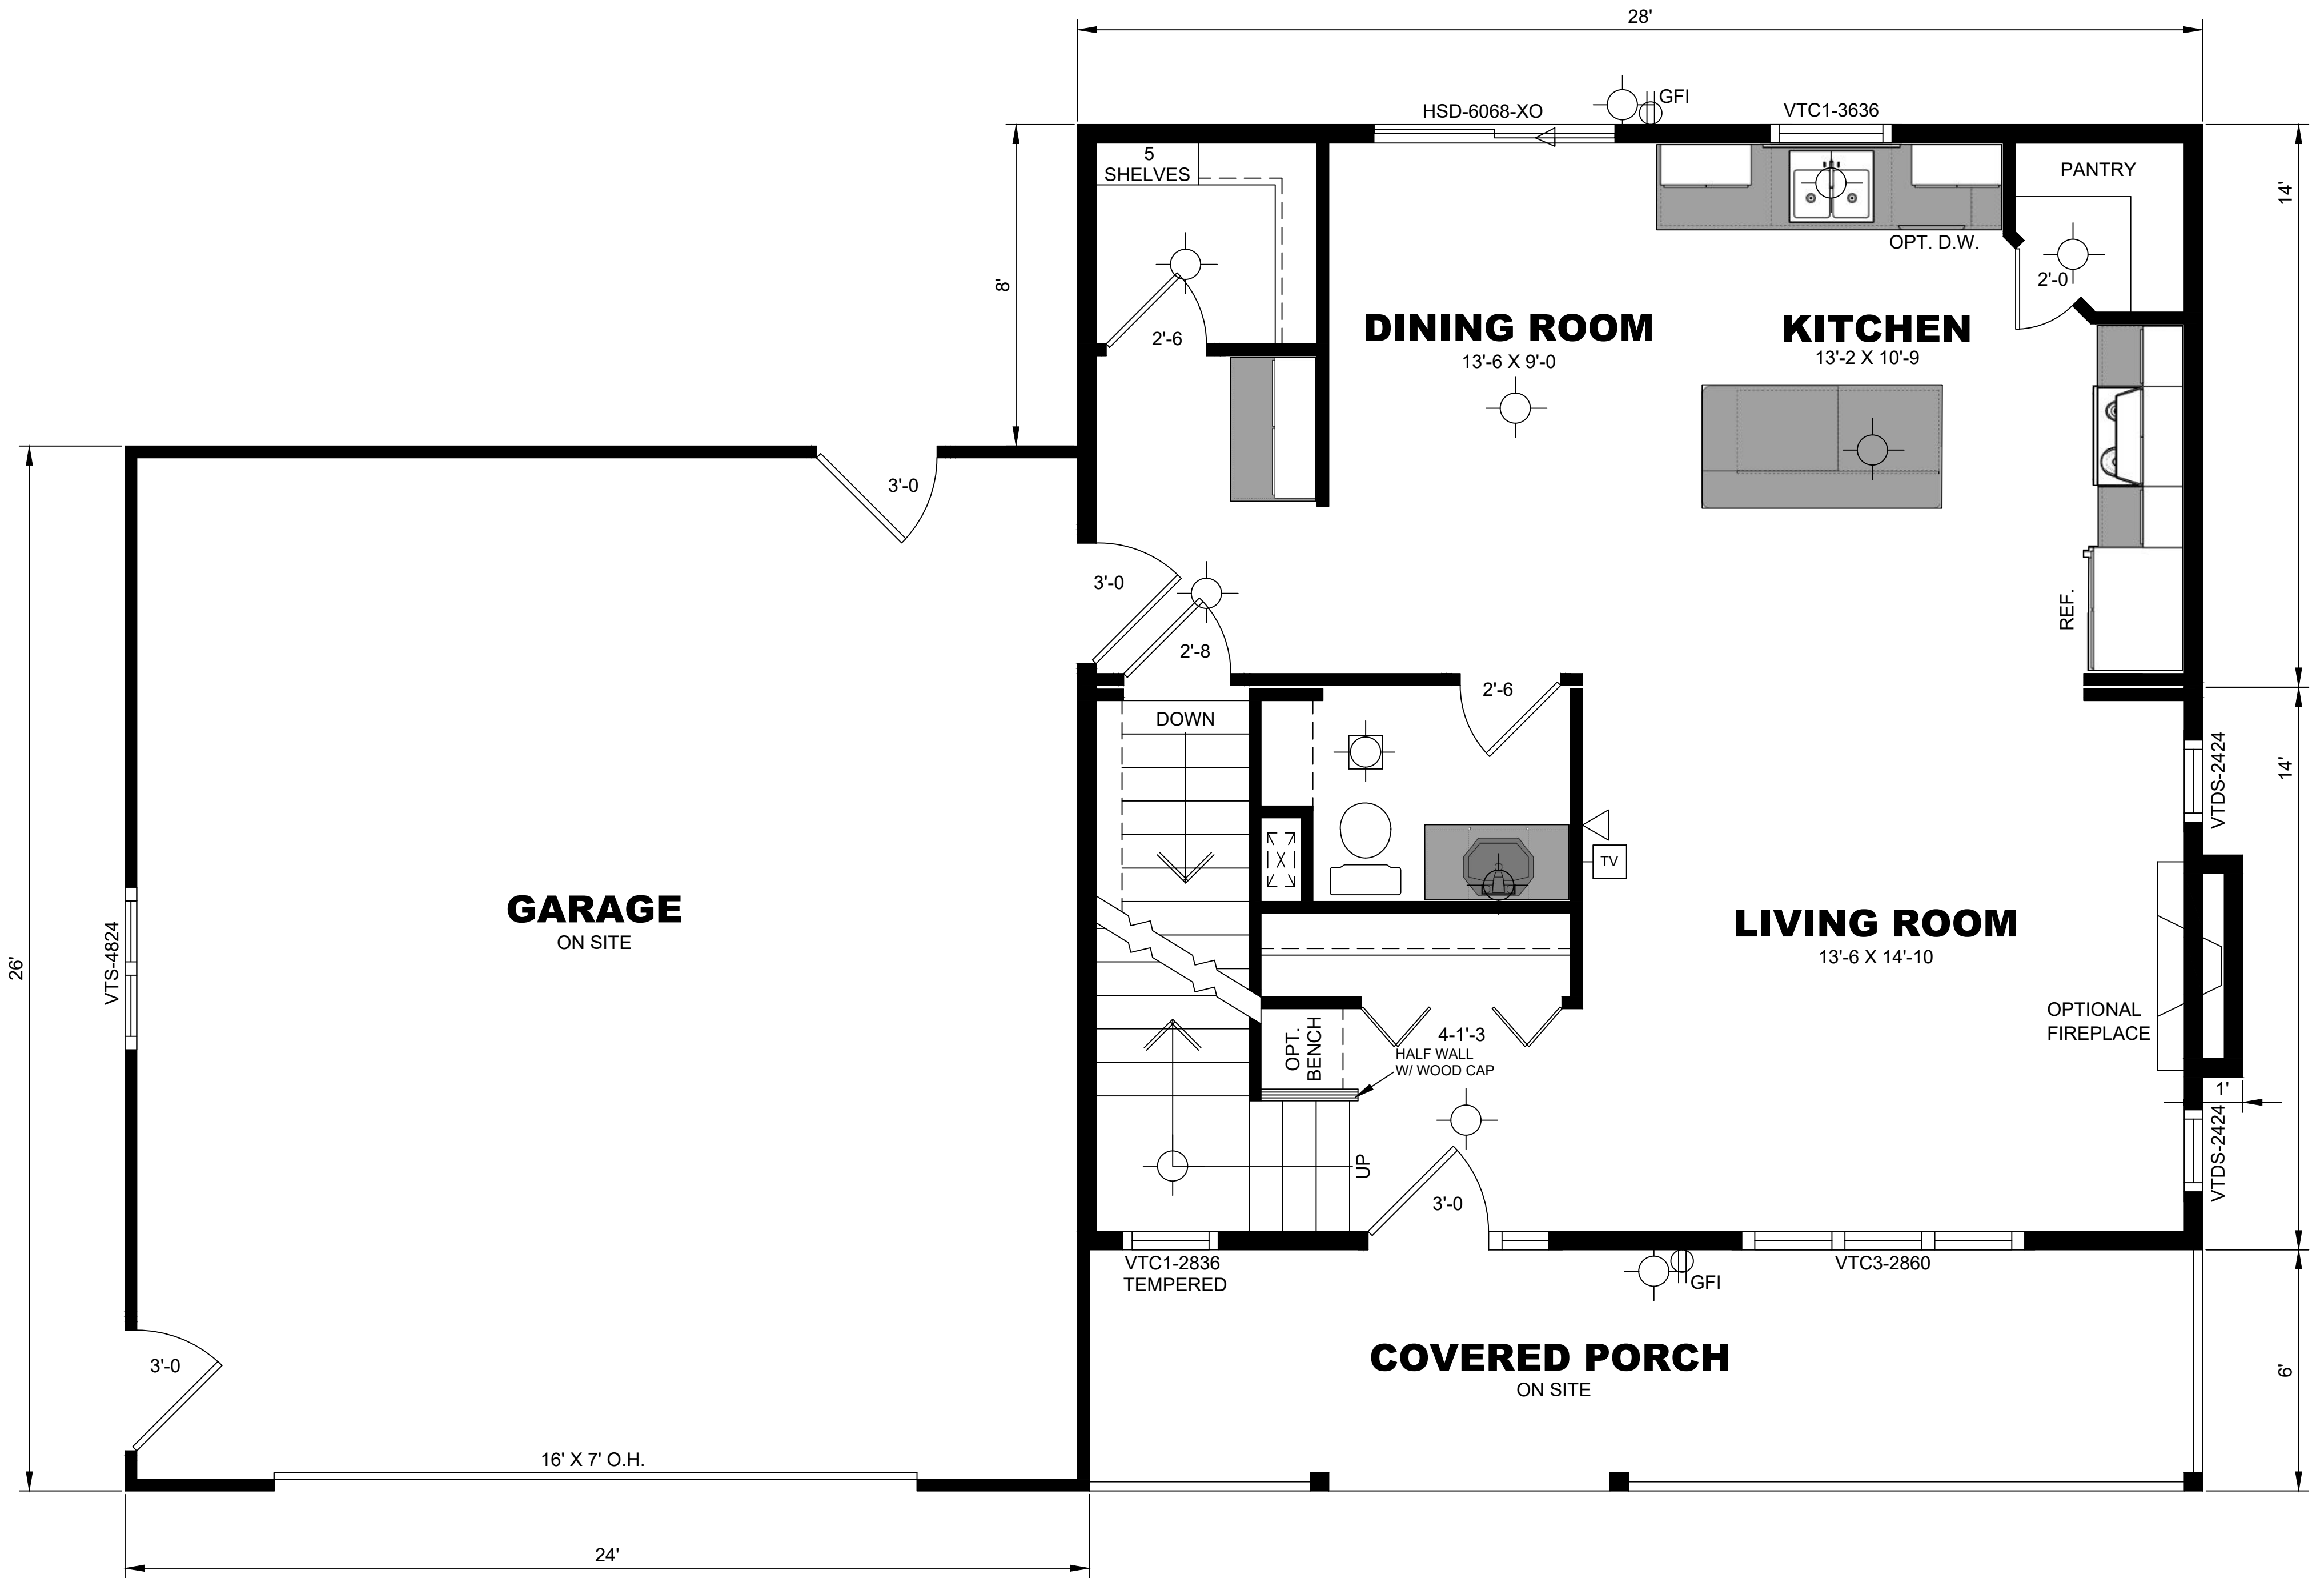 28'
HSD-6068-XO
GFI
VTC1-3636
5
SHELVES
PANTRY
14'
OPT. D.W.
8'
2'-0
DINING ROOM
13'-6 X 9'-0
KITCHEN
13'-2 X 10'-9
2'-6
3'-0
3'-0
REF.
2'-8
2'-6
DOWN
VTDS-2424
14'
TV
GARAGE
ON SITE
VTS-4824
26'
LIVING ROOM
13'-6 X 14'-10
OPTIONAL
FIREPLACE
OPT.
BENCH
4-1'-3
HALF WALL
W/ WOOD CAP
1'
VTDS-2424
UP
3'-0
VTC1-2836
TEMPERED
GFI
VTC3-2860
3'-0
COVERED PORCH
ON SITE
6'
16' X 7' O.H.
24'